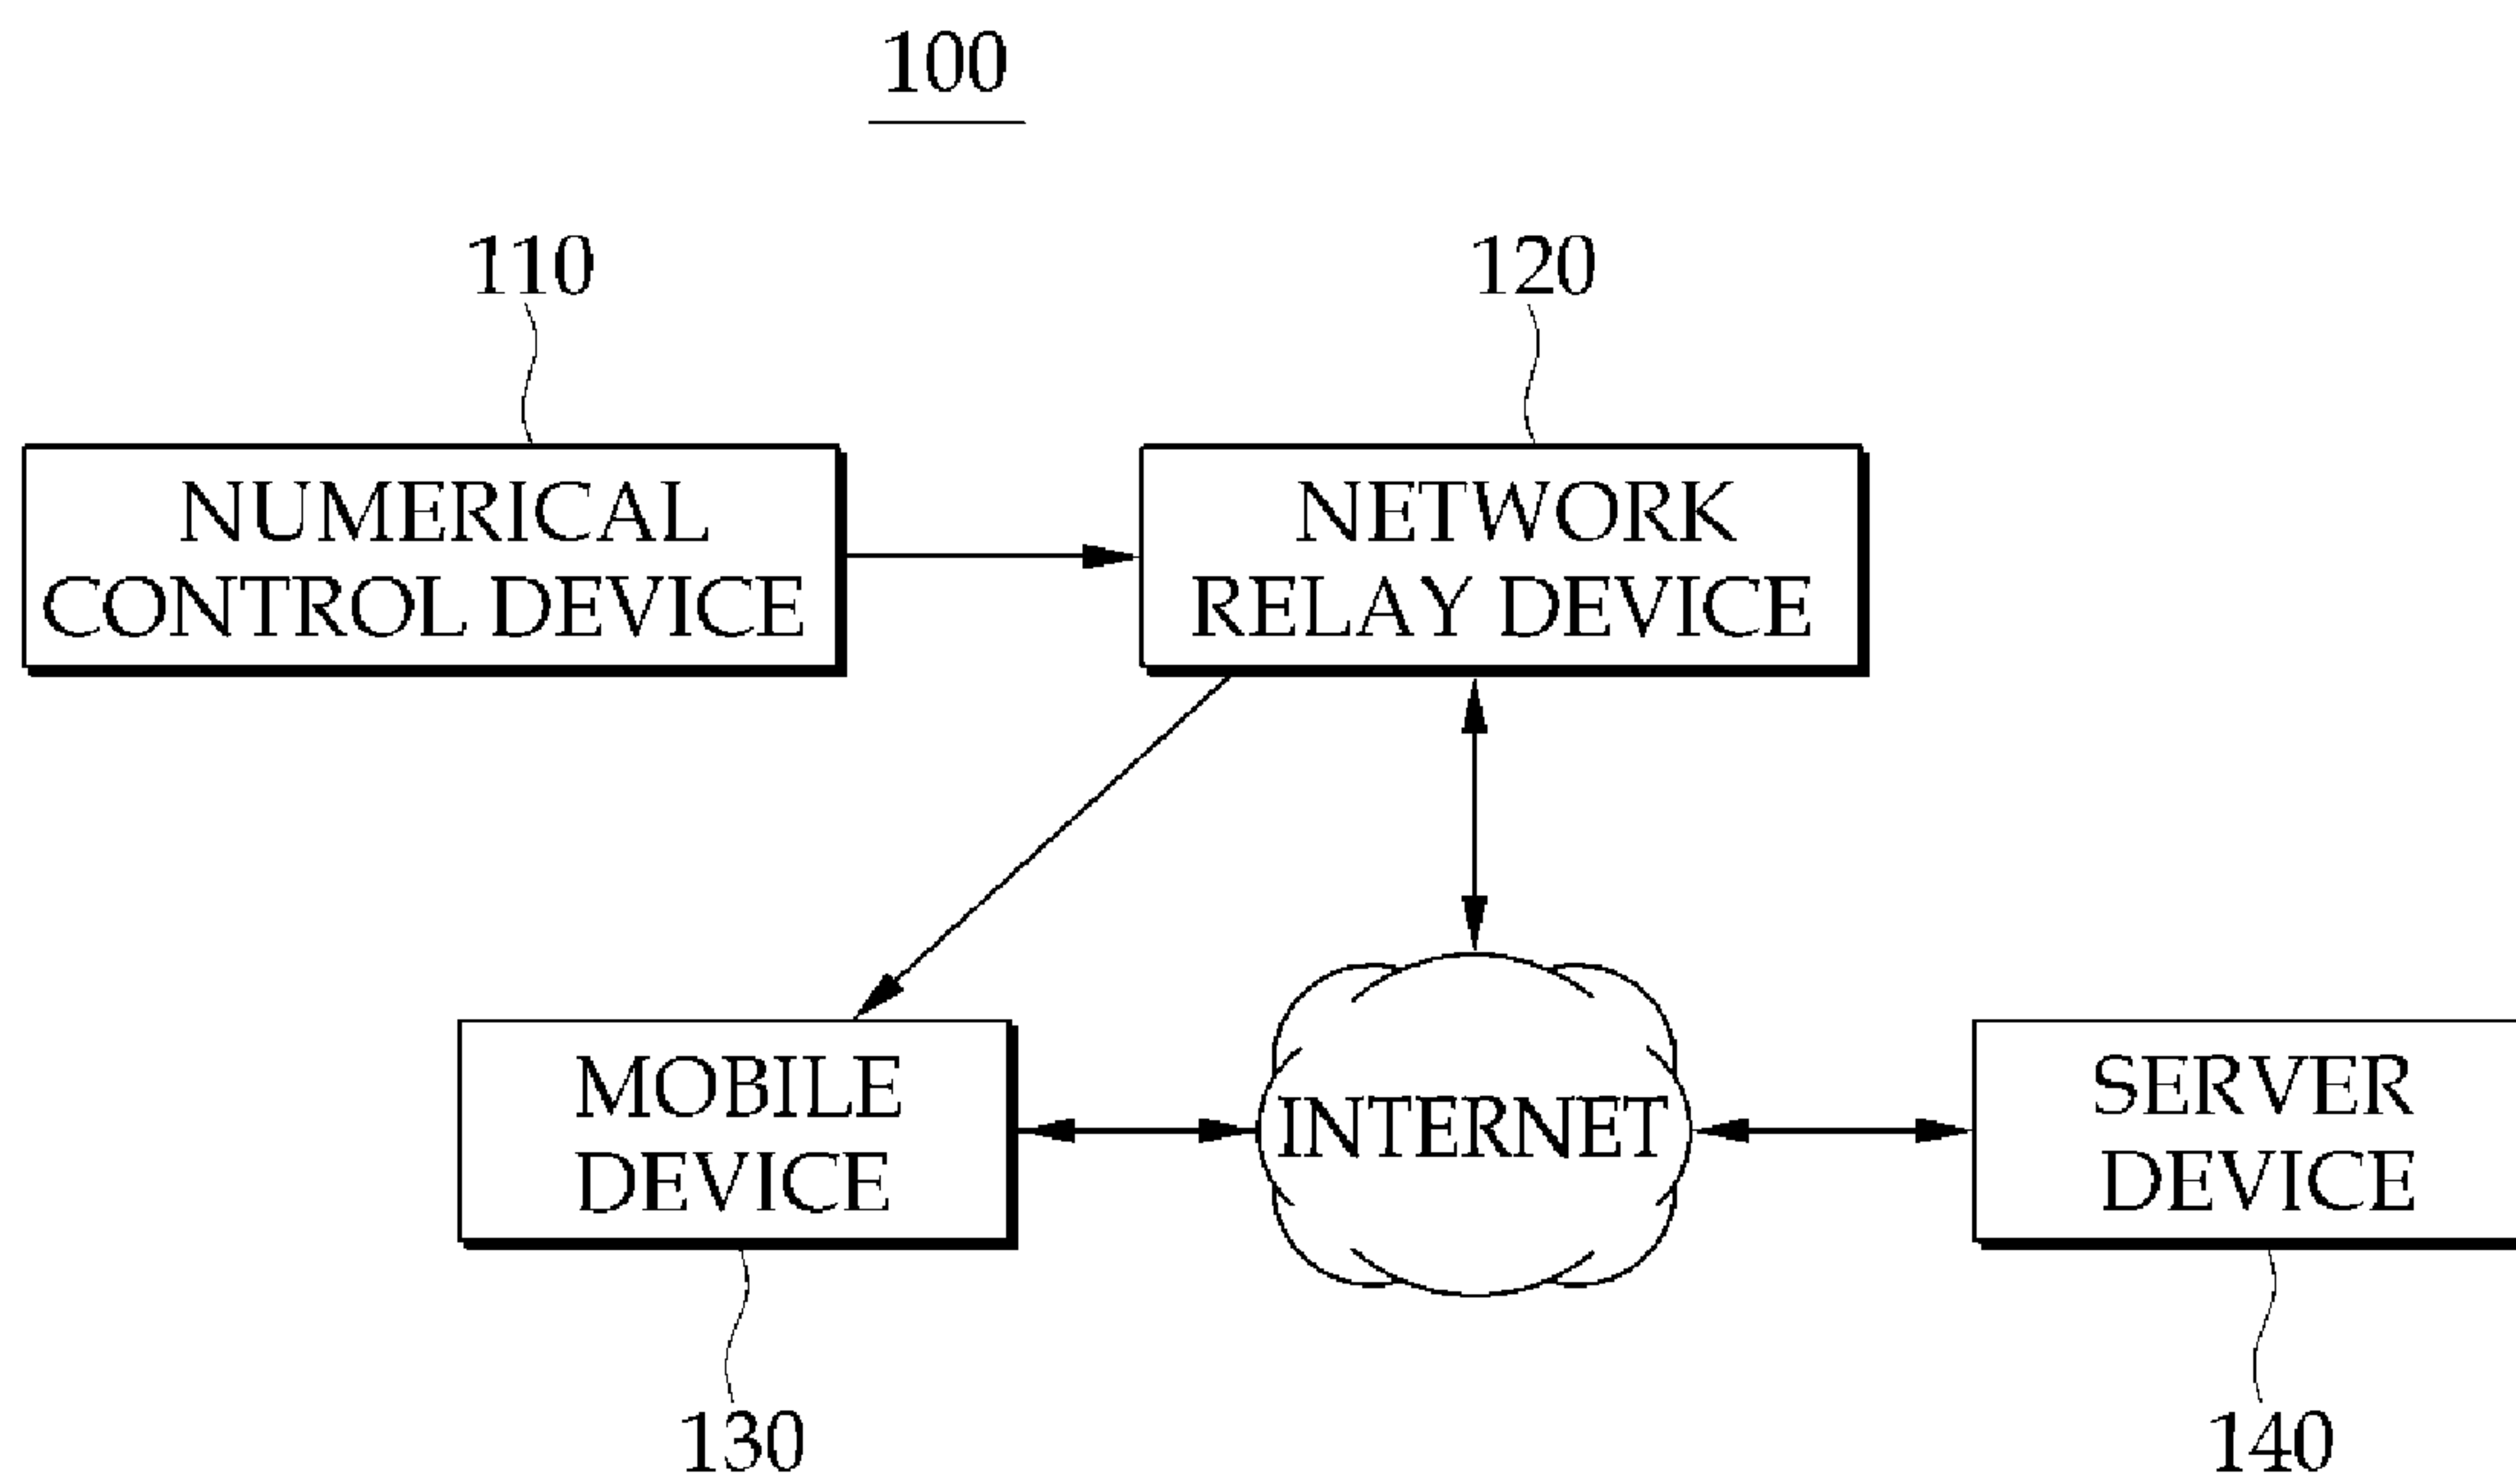 100
110
120
NUMERICAL
CONTROL DEVICE
NETWORK
RELAY DEVICE
MOBILE
DEVICE
INTERNET
SERVER
DEVICE
130
140